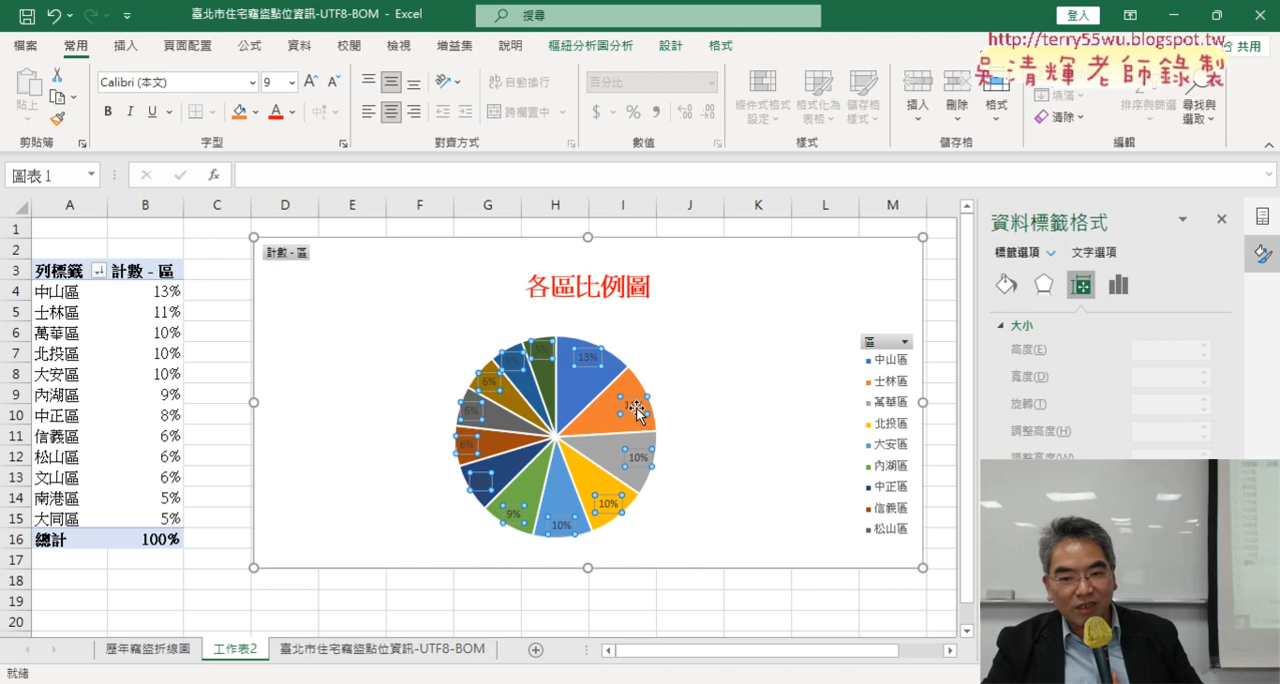 臺北市住宅竊盜點位資訊-UTF8-BOM - Excel
搜尋
登入
檔案 常用 插入 頁面配置 公式 資料 校閱 檢視 增益集 說明 樞紐分析圖分析 設計 格式
共用
http://terry55wu.blogspot.tw
吳清輝老師錄製
貼上
Calibri (本文) 9
B I U
自動換行
跨欄置中
百分比
條件式格式設定
格式化為表格
儲存格樣式
插入 刪除 格式
填滿
清除
排序與篩選
尋找與選取
剪貼簿 字型 對齊方式 數值 樣式 儲存格 編輯
圖表 1
fx
A B C D E F G H I J K L M
1
2
3 列標籤 計數 - 區
4 中山區 13%
5 士林區 11%
6 萬華區 10%
7 北投區 10%
8 大安區 10%
9 內湖區 9%
10 中正區 8%
11 信義區 6%
12 松山區 6%
13 文山區 6%
14 南港區 5%
15 大同區 5%
16 總計 100%
17
18
19
20
計數 - 區
各區比例圖
13%
10%
10%
10%
9%
6%
6%
6%
5%
5%
區
中山區
士林區
萬華區
北投區
大安區
內湖區
中正區
信義區
松山區
資料標籤格式
標籤選項 文字選項
大小
高度(E)
寬度(D)
旋轉(T)
調整高度(H)
歷年竊盜折線圖 工作表2 臺北市住宅竊盜點位資訊-UTF8-BOM
就緒